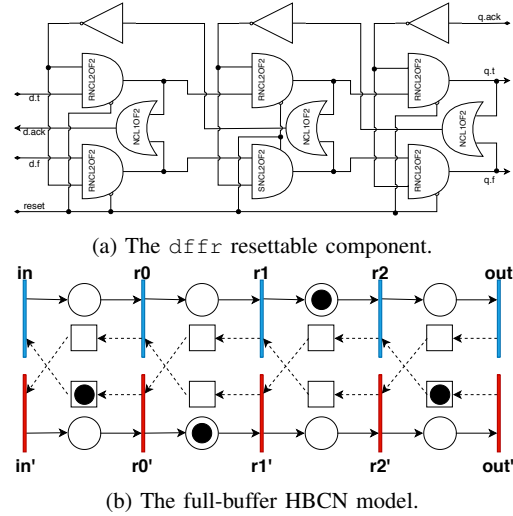 q.ack
RNCL2OF2 RNCL2OF2 RNCL2OF2
d.t q.t
d.ack NCL1OF2 NCL1OF2 NCL1OF2
d.f q.f
RNCL2OF2 SNCL2OF2 RNCL2OF2
reset
(a) The dffr resettable component.
in r0 r1 r2 out
in' r0' r1' r2' out'
(b) The full-buffer HBCN model.